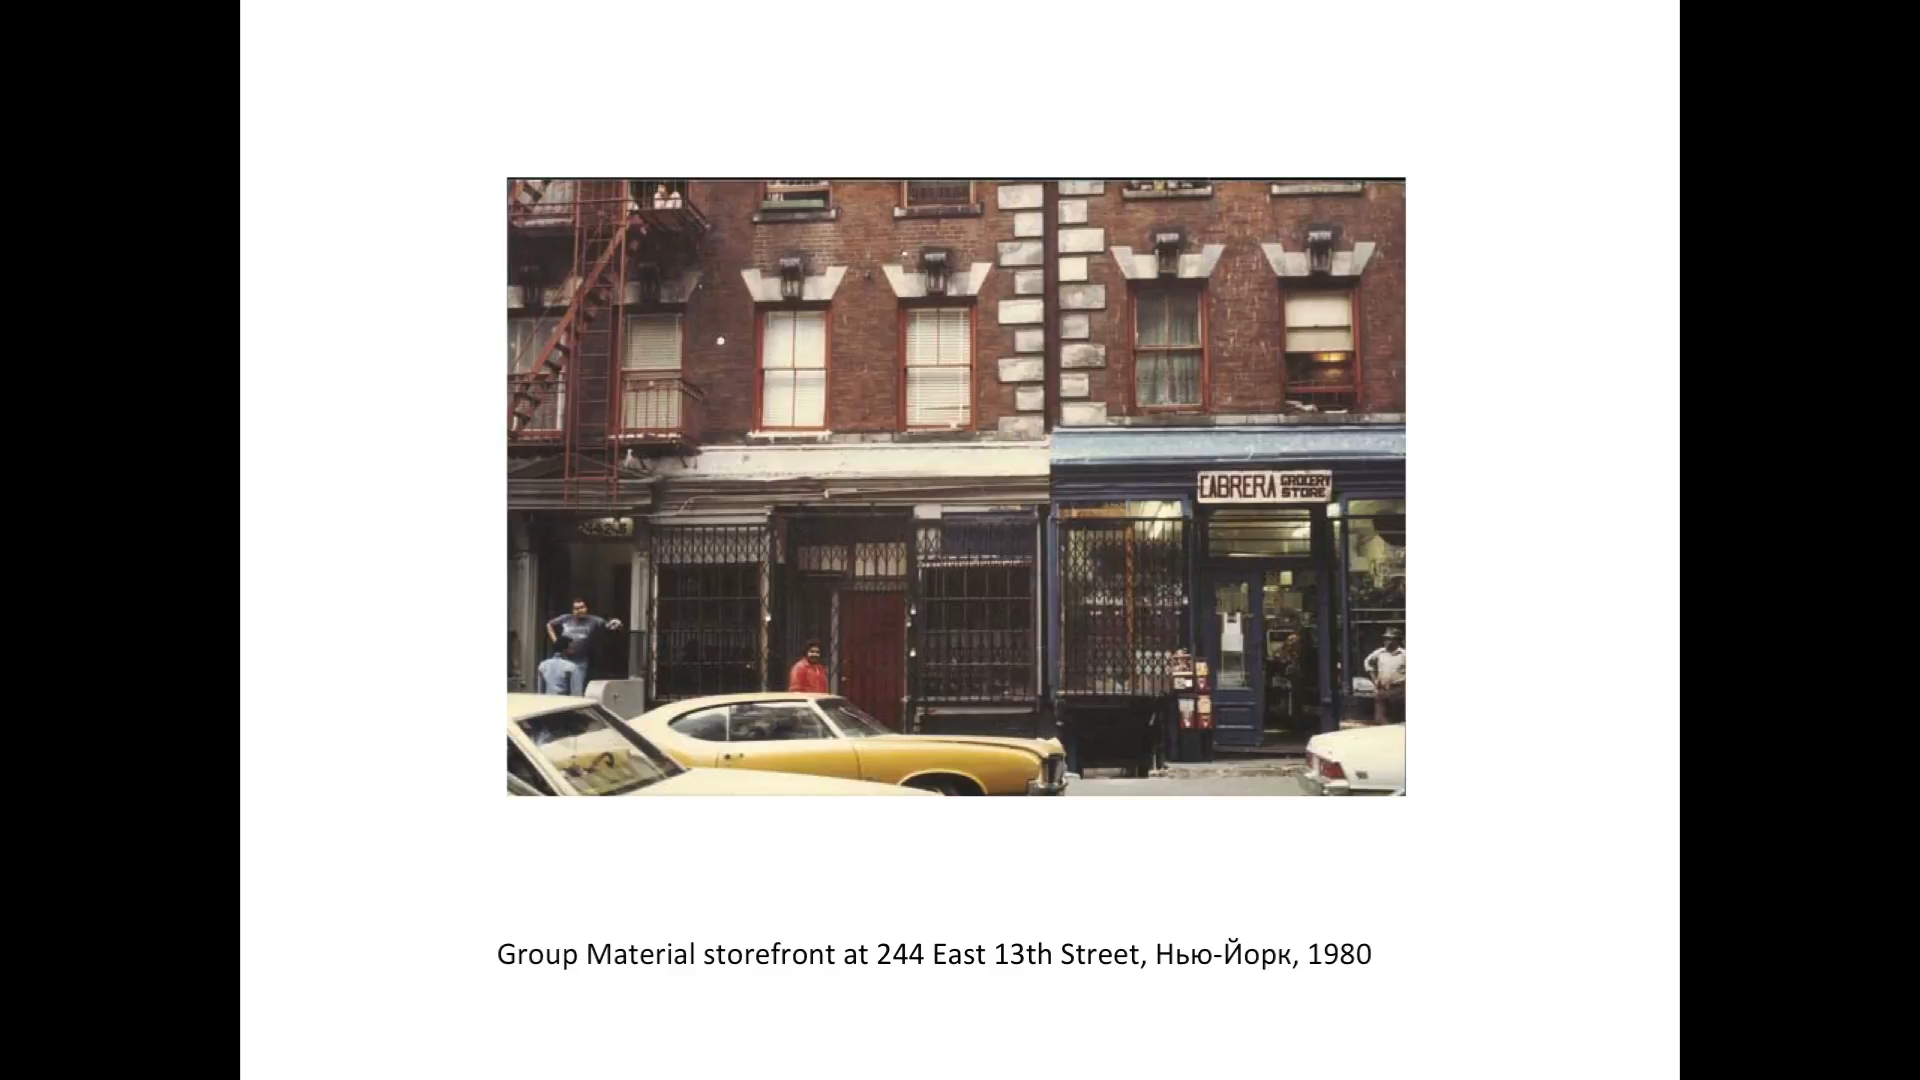 CABRERA GROCERY
STORE
Group Material storefront at 244 East 13th Street, Нью-Йорк, 1980